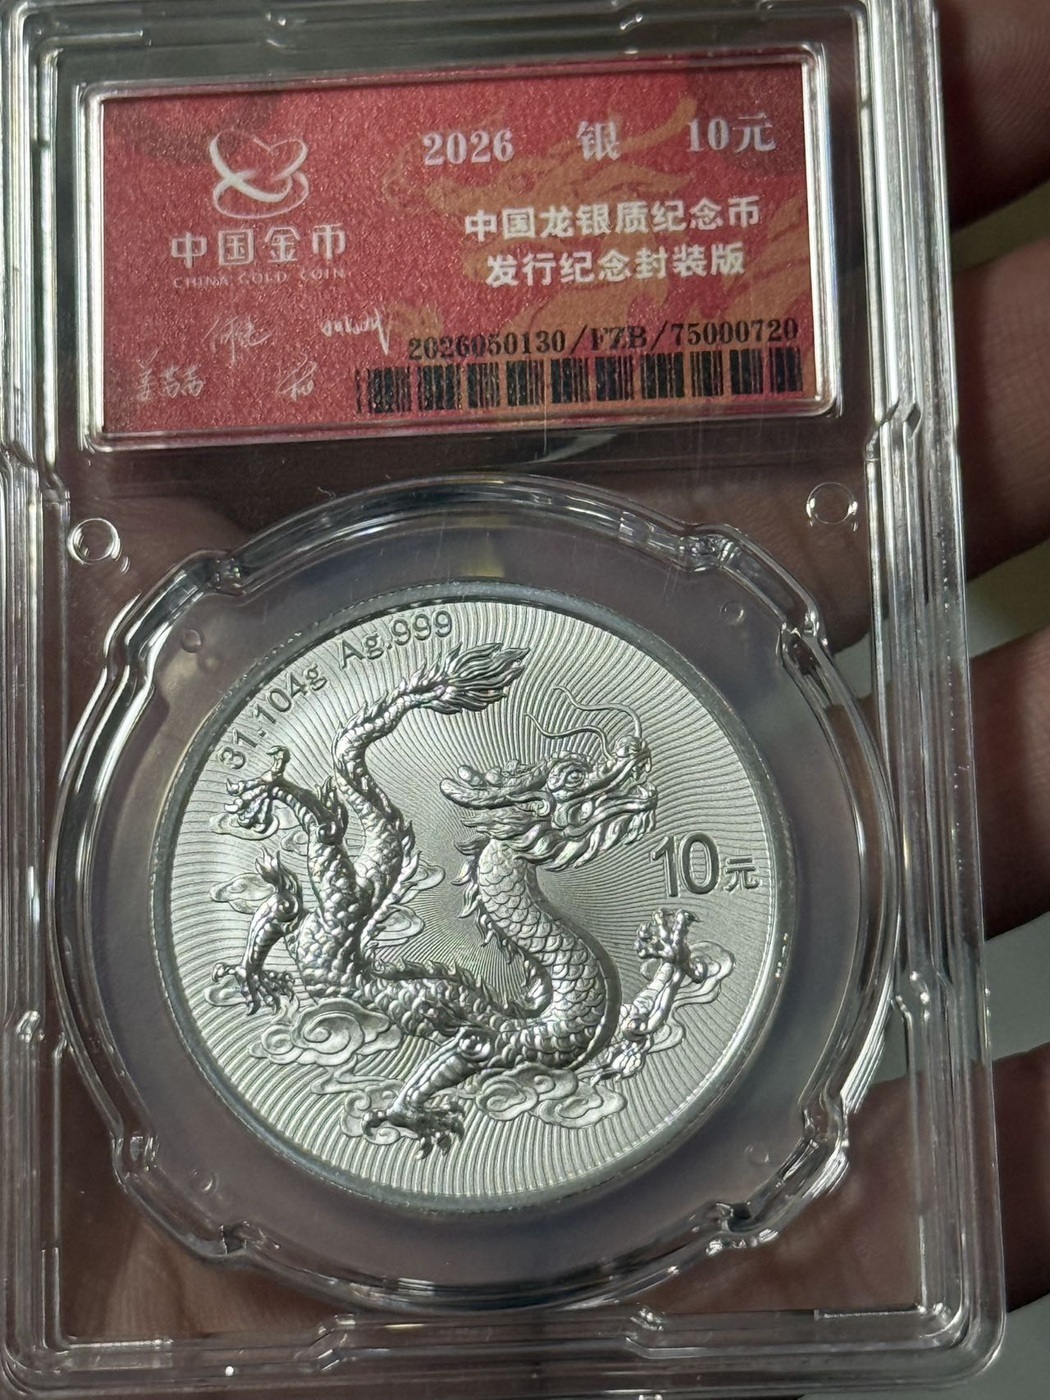 2026 银 10元
中国龙银质纪念币
发行纪念封装版
中国金币
CHINA GOLD COIN
2026050130/FZB/75000720
31.104g Ag.999
10元